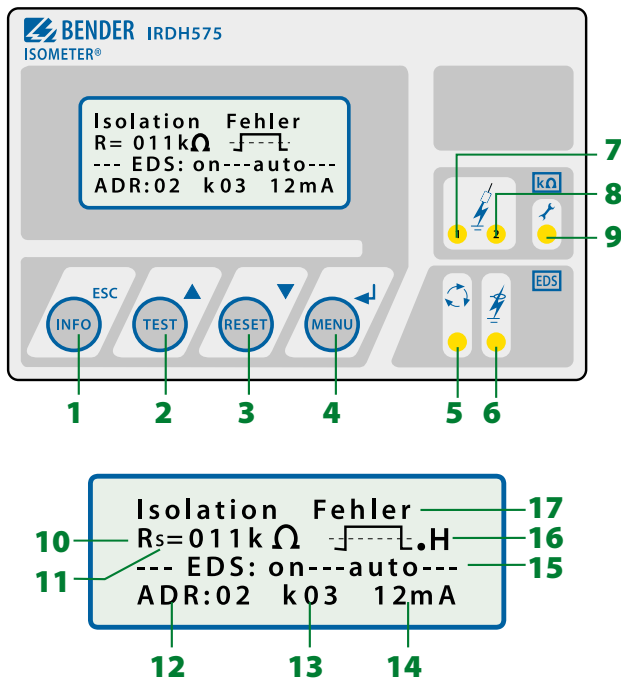 BENDER IRDH575
ISOMETER®
Isolation Fehler
R= 011kΩ
--- EDS: on---auto---
ADR:02 k03 12mA
kΩ
1
2
EDS
ESC
INFO
TEST
RESET
MENU
7
8
9
1
2
3
4
5
6
Isolation Fehler
Rs=011kΩ .H
--- EDS: on---auto---
ADR:02 k03 12mA
10
11
12
13
14
15
16
17